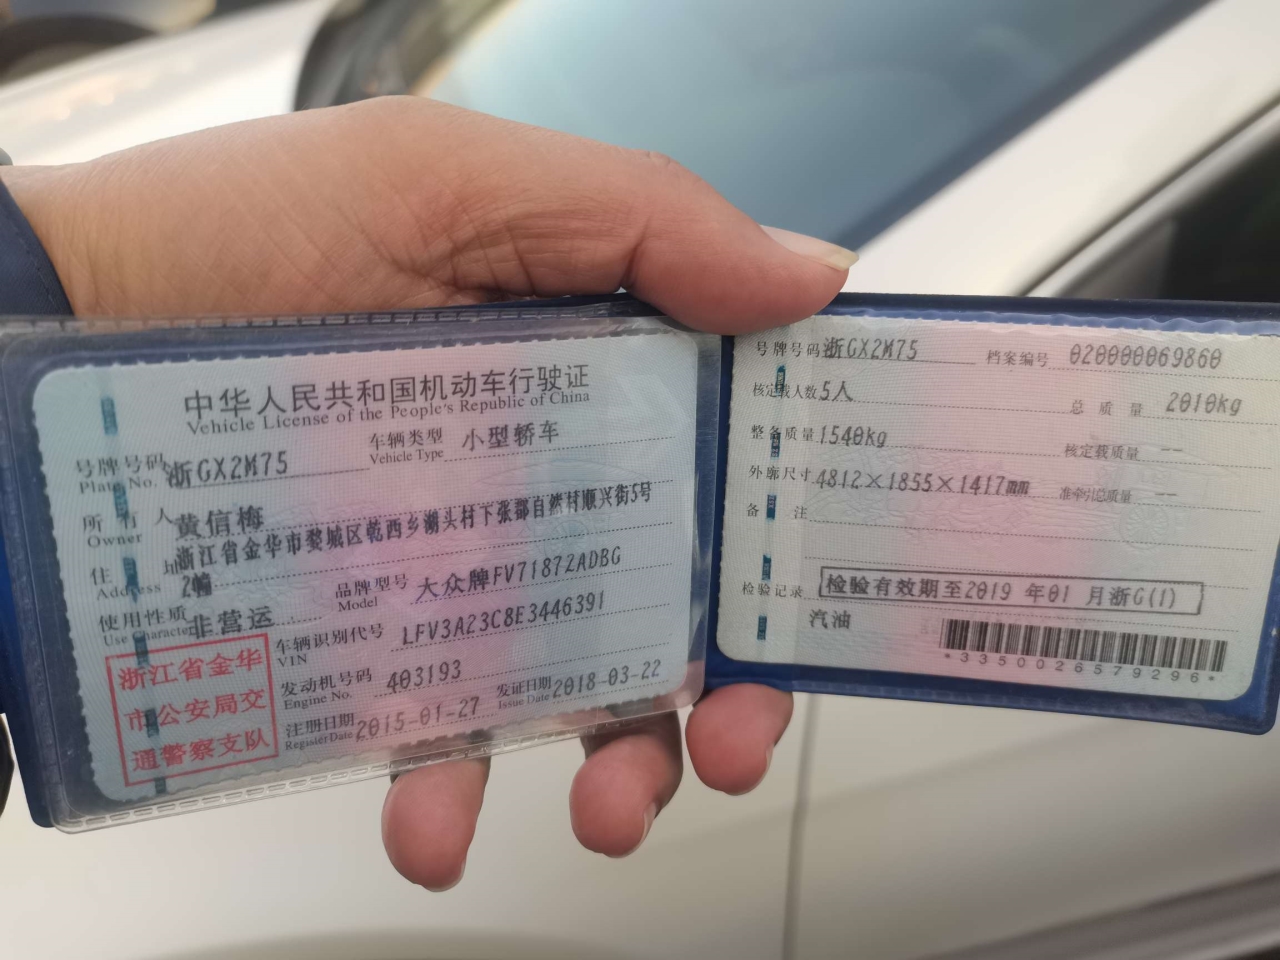 中华人民共和国机动车行驶证
Vehicle License of the People's Republic of China
号牌号码 浙GX2M75 车辆类型 小型轿车
Plate No. Vehicle Type
所有人 黄信梅
Owner
住址 浙江省金华市婺城区乾西乡湖头村下张郡自然村顺兴街5号
Address 2幢
使用性质 非营运 品牌型号 大众牌FV71872ADBG
Use Character Model
车辆识别代号 LFV3A23C8E3446391
VIN
发动机号码 403193
Engine No.
注册日期 2015-01-27 发证日期 2018-03-22
Register Date Issue Date
浙江省金华
市公安局交
通警察支队
号牌号码 浙GX2M75 档案编号 020000069860
核定载人数 5人 总质量 2010kg
整备质量 1540kg 核定载质量 --
外廓尺寸 4812×1855×1417mm 准牵引总质量 --
备注
检验记录 检验有效期至2019 年01 月浙G(1)
汽油
*3350026579296*